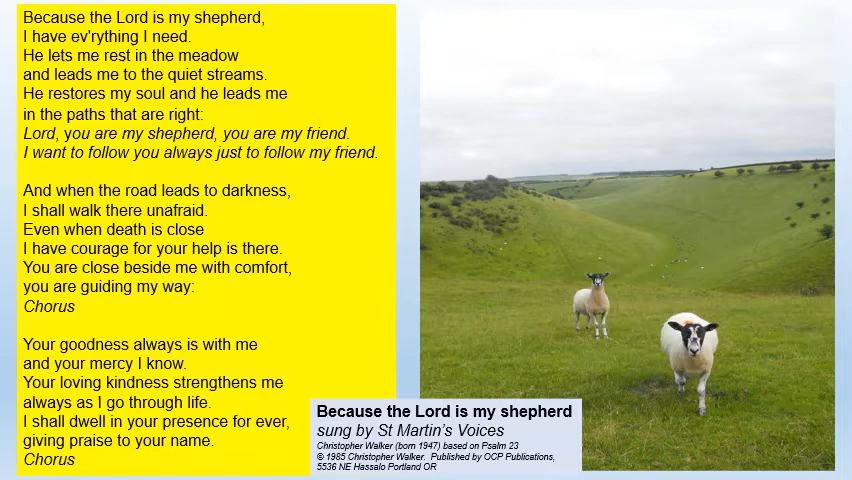 Because the Lord is my shepherd,
I have ev'rything I need.
He lets me rest in the meadow
and leads me to the quiet streams.
He restores my soul and he leads me
in the paths that are right:
Lord, you are my shepherd, you are my friend.
I want to follow you always just to follow my friend.
And when the road leads to darkness,
I shall walk there unafraid.
Even when death is close
I have courage for your help is there.
You are close beside me with comfort,
you are guiding my way:
Chorus
Your goodness always is with me
and your mercy I know.
Your loving kindness strengthens me
always as I go through life.
I shall dwell in your presence for ever,
giving praise to your name.
Chorus
Because the Lord is my shepherd
sung by St Martin's Voices
Christopher Walker (born 1947) based on Psalm 23
© 1985 Christopher Walker. Published by OCP Publications,
5536 NE Hassalo Portland OR